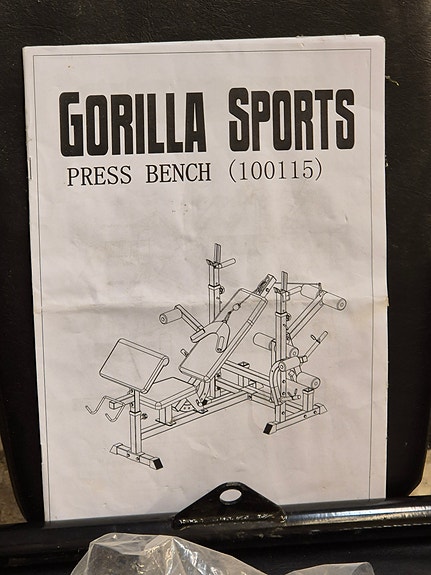 GORILLA SPORTS
PRESS BENCH (100115)